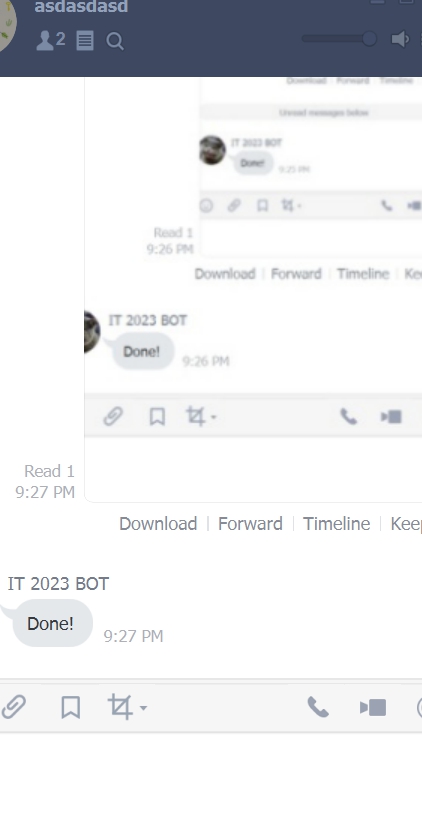 asdasdasd
2
Download Forward Timeline
Unread messages below
IT 2023 BOT
Done!
9:25 PM
Read 1
9:26 PM
Download Forward Timeline Kee
IT 2023 BOT
Done!
9:26 PM
Read 1
9:27 PM
Download Forward Timeline Keep
IT 2023 BOT
Done!
9:27 PM